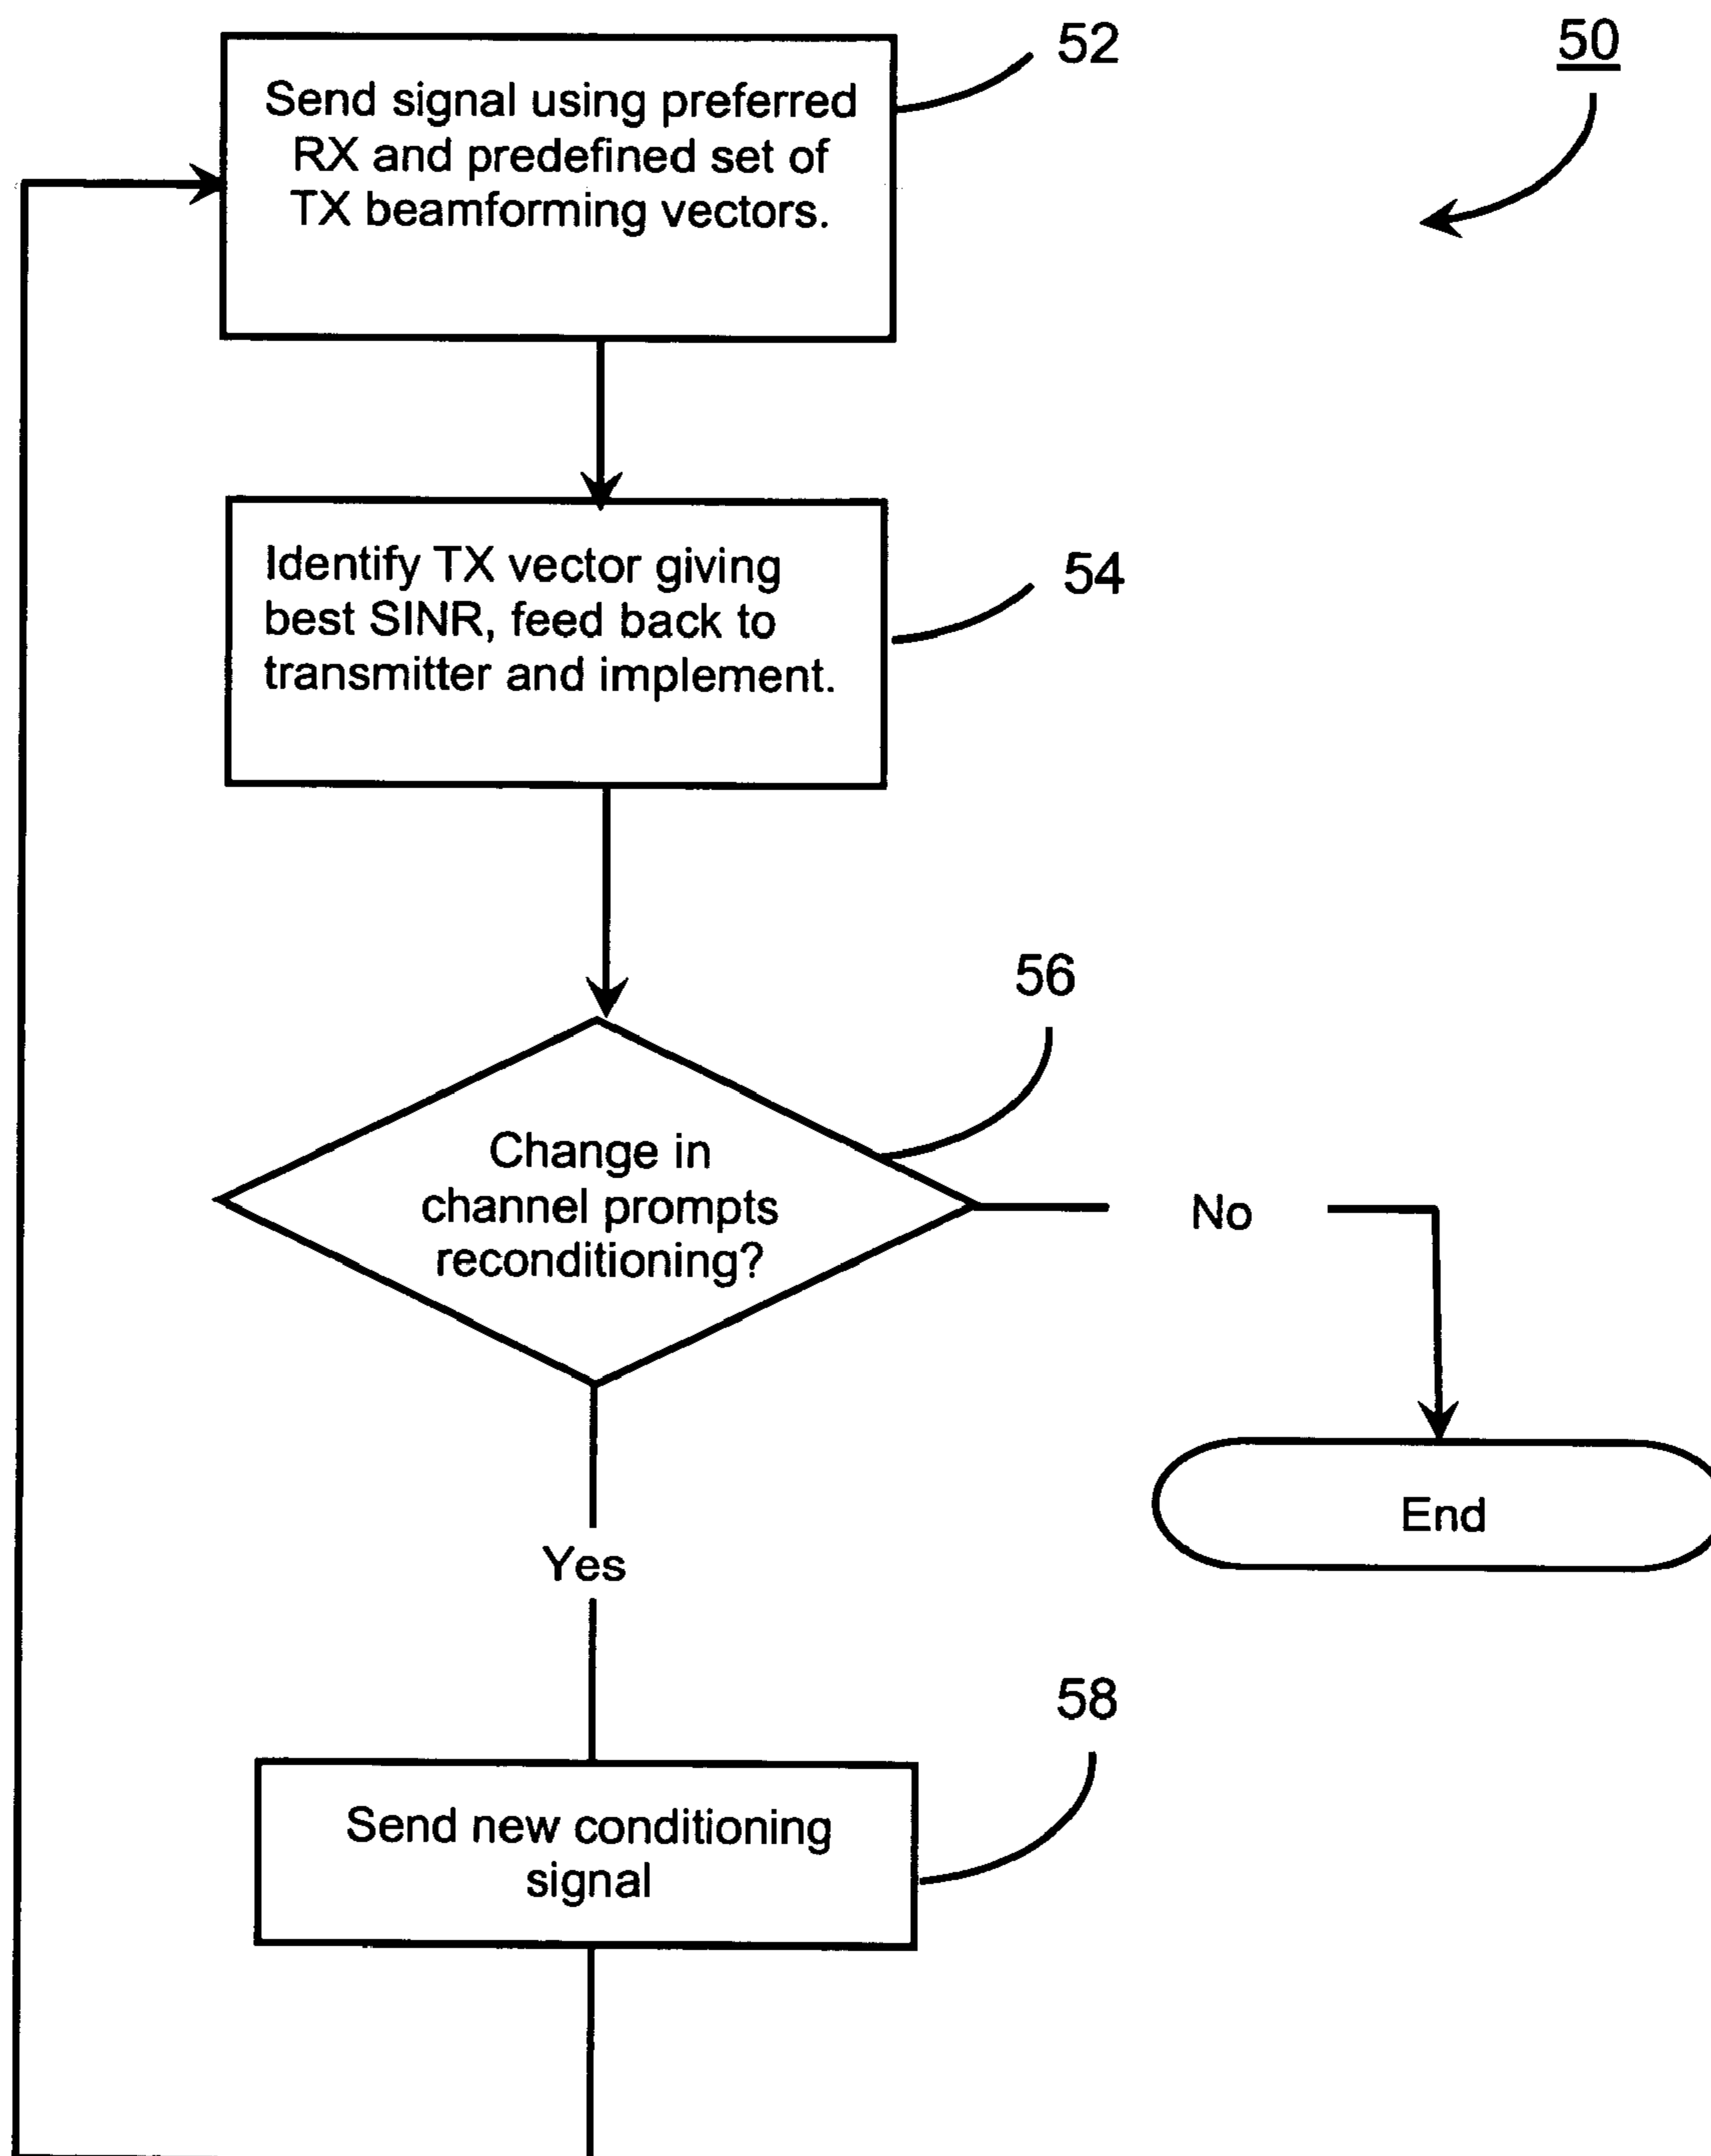 50
52
Send signal using preferred
RX and predefined set of
TX beamforming vectors.
54
Identify TX vector giving
best SINR, feed back to
transmitter and implement.
56
Change in
channel prompts
reconditioning?
No
End
Yes
58
Send new conditioning
signal